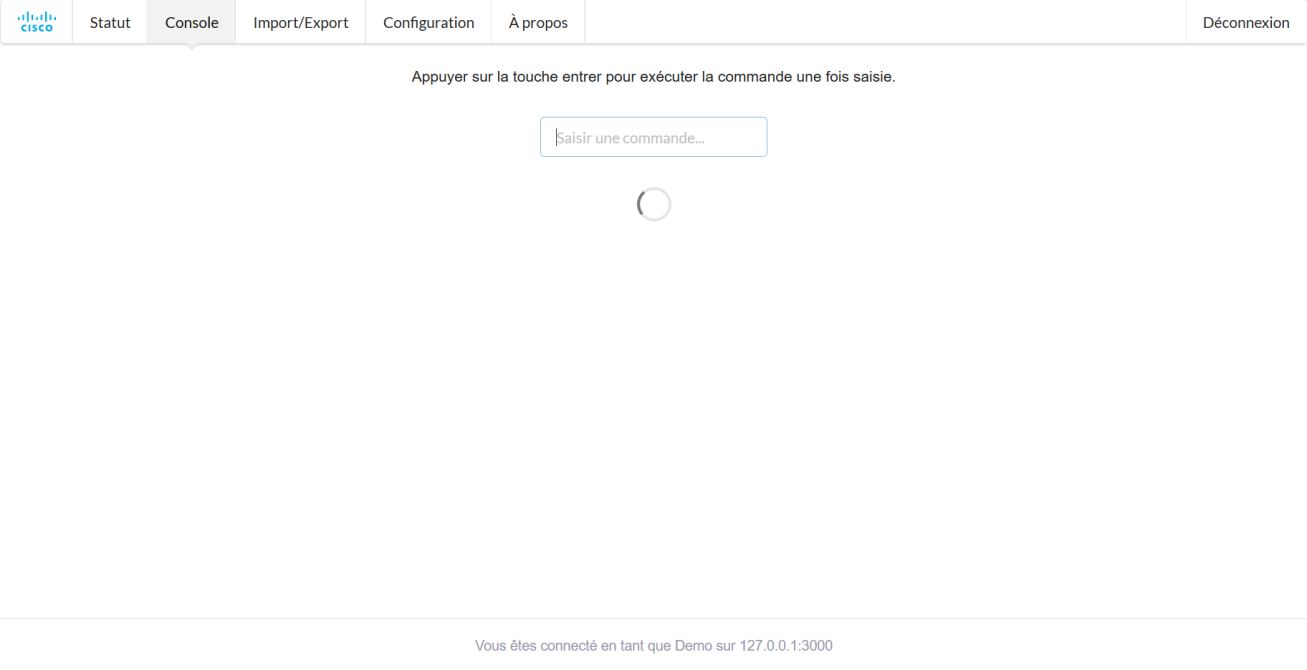 CISCO
Statut
Console
Import/Export
Configuration
À propos
Déconnexion
Appuyer sur la touche entrer pour exécuter la commande une fois saisie.
Saisir une commande...
Vous êtes connecté en tant que Demo sur 127.0.0.1:3000